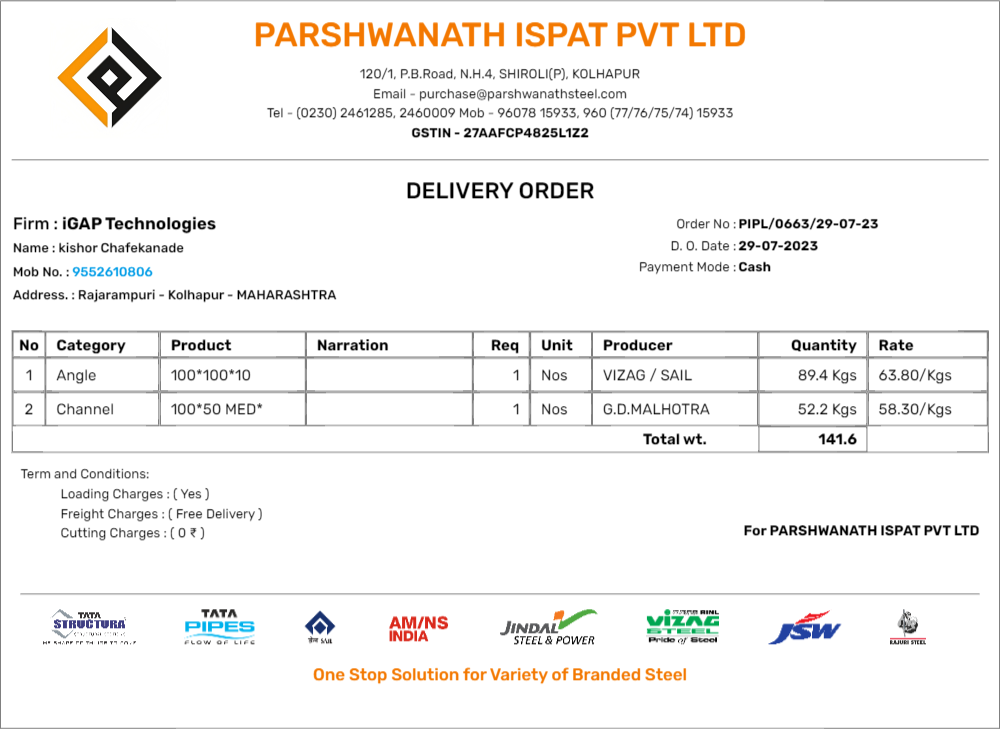 PARSHWANATH ISPAT PVT LTD
120/1, P.B.Road, N.H.4, SHIROLI(P), KOLHAPUR
Email - purchase@parshwanathsteel.com
Tel - (0230) 2461285, 2460009 Mob - 96078 15933, 960 (77/76/75/74) 15933
GSTIN - 27AAFCP4825L1Z2
DELIVERY ORDER
Firm : iGAP Technologies
Name : kishor Chafekanade
Mob No. : 9552610806
Address. : Rajarampuri - Kolhapur - MAHARASHTRA
Order No : PIPL/0663/29-07-23
D. O. Date : 29-07-2023
Payment Mode : Cash
No Category Product Narration Req Unit Producer Quantity Rate
1 Angle 100*100*10 1 Nos VIZAG / SAIL 89.4 Kgs 63.80/Kgs
2 Channel 100*50 MED* 1 Nos G.D.MALHOTRA 52.2 Kgs 58.30/Kgs
Total wt. 141.6
Term and Conditions:
Loading Charges : ( Yes )
Freight Charges : ( Free Delivery )
Cutting Charges : ( 0 ₹ )
For PARSHWANATH ISPAT PVT LTD
TATA
STRUCTURA
TATA
PIPES
FLOW OF LIFE
सेल SAIL
AM/NS
INDIA
JINDAL
STEEL & POWER
RINL
VIZAG
STEEL
Pride of Steel
JSW
RAJURI STEEL
One Stop Solution for Variety of Branded Steel